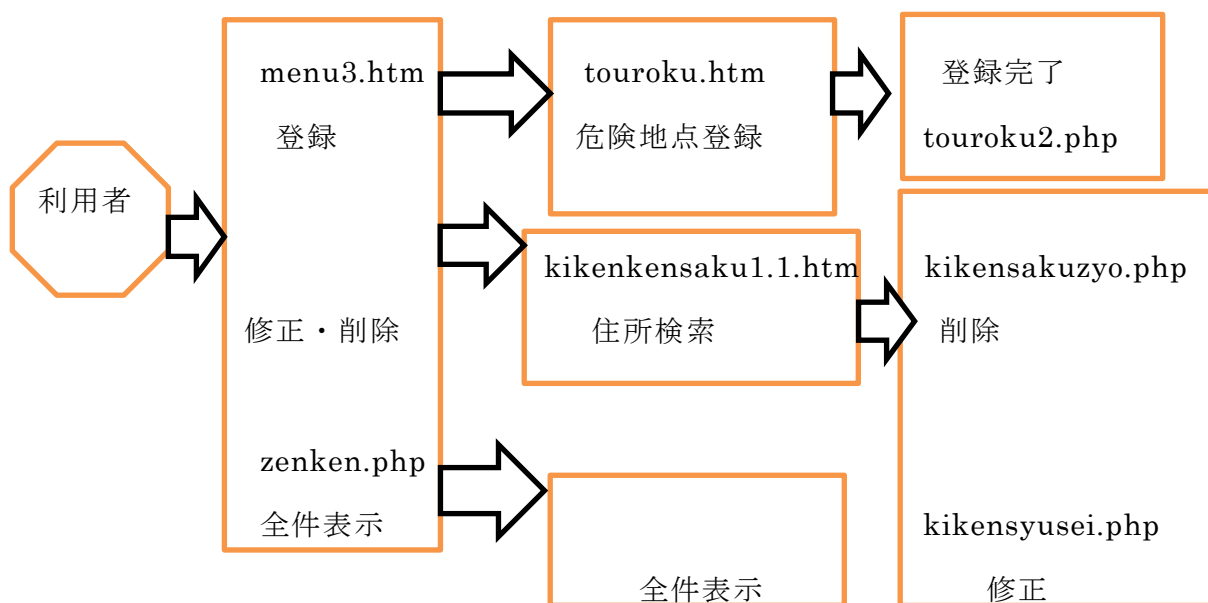 利用者
menu3.htm
登録
修正・削除
zenken.php
全件表示
touroku.htm
危険地点登録
kikenkensaku1.1.htm
住所検索
全件表示
登録完了
touroku2.php
kikensakuzyo.php
削除
kikensyusei.php
修正